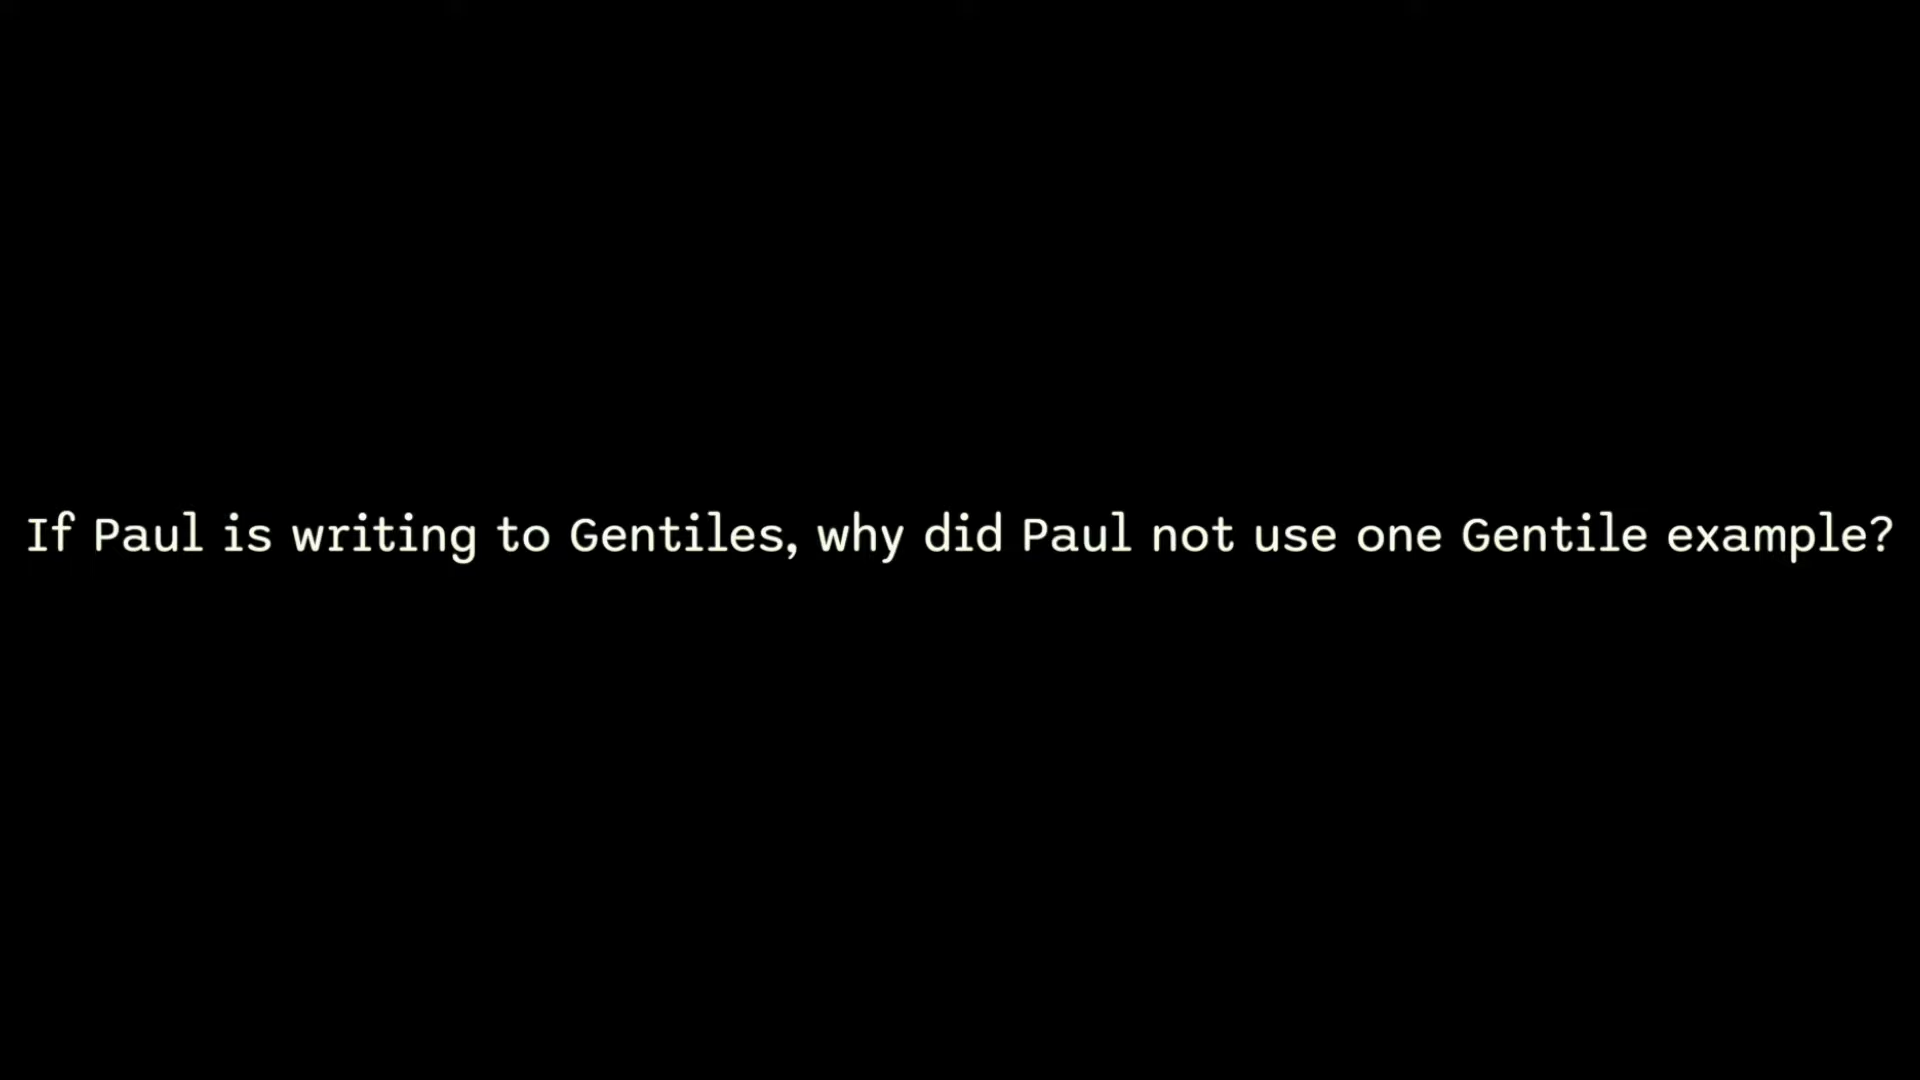 If Paul is writing to Gentiles, why did Paul not use one Gentile example?